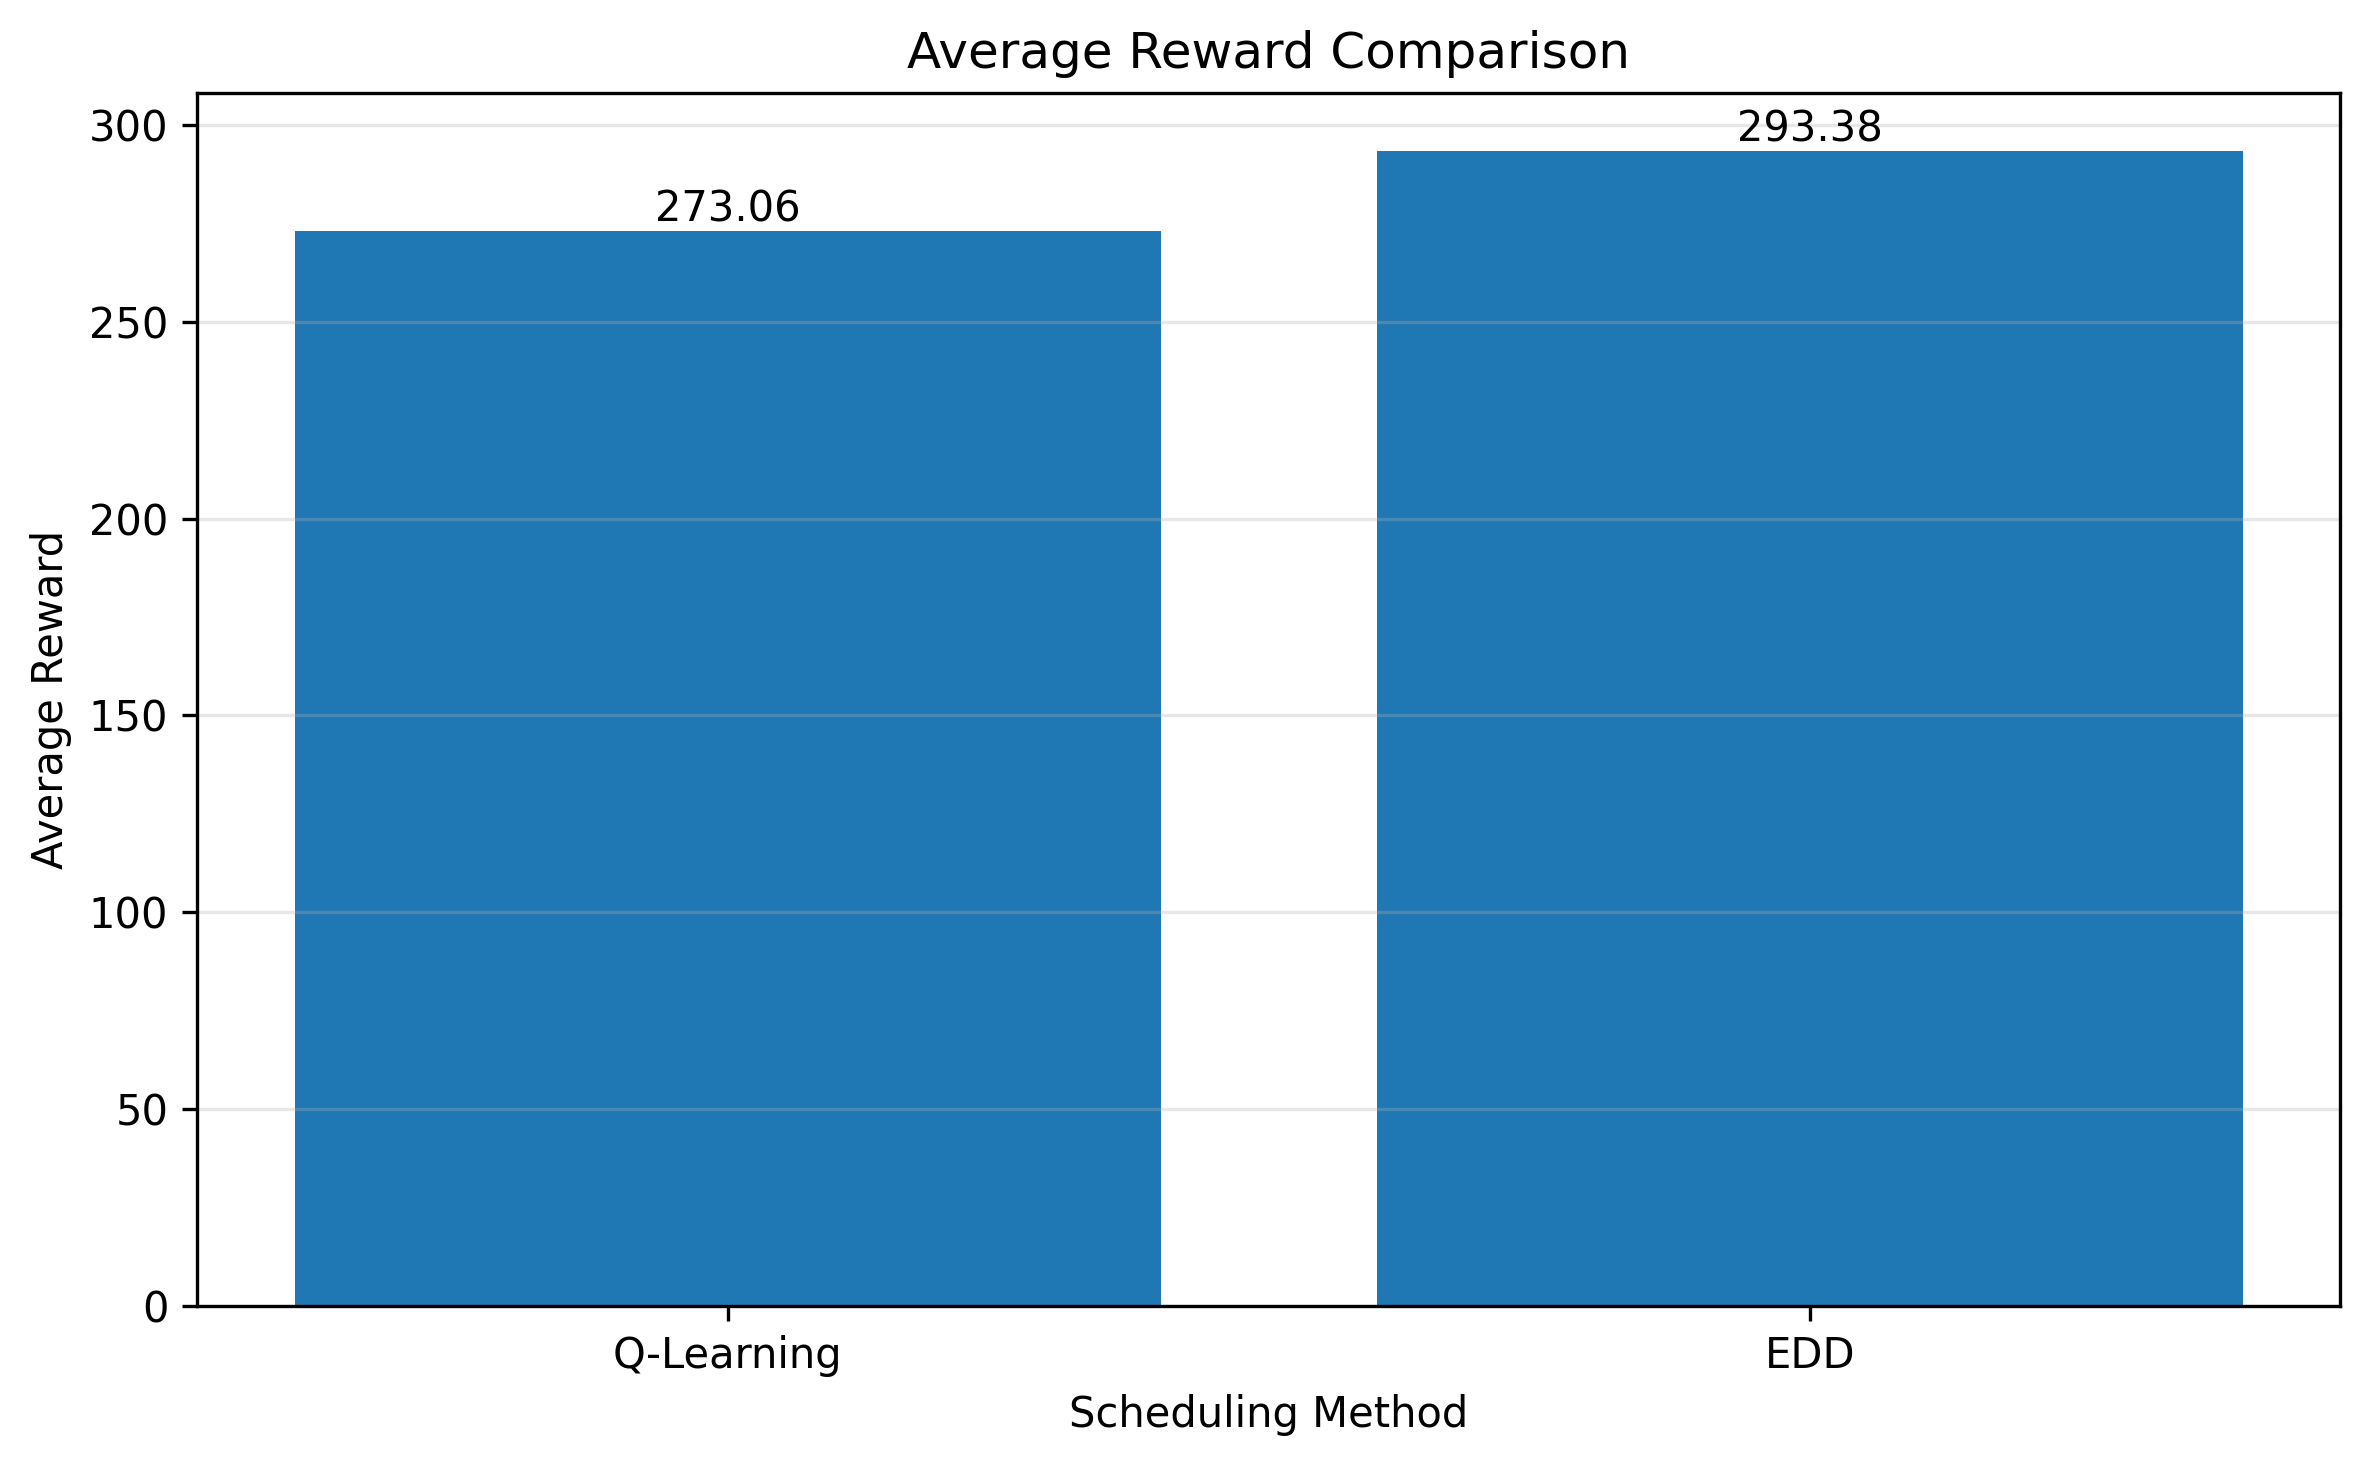 Average Reward Comparison
300
250
200
150
100
50
0
Average Reward
273.06
293.38
Q-Learning
EDD
Scheduling Method